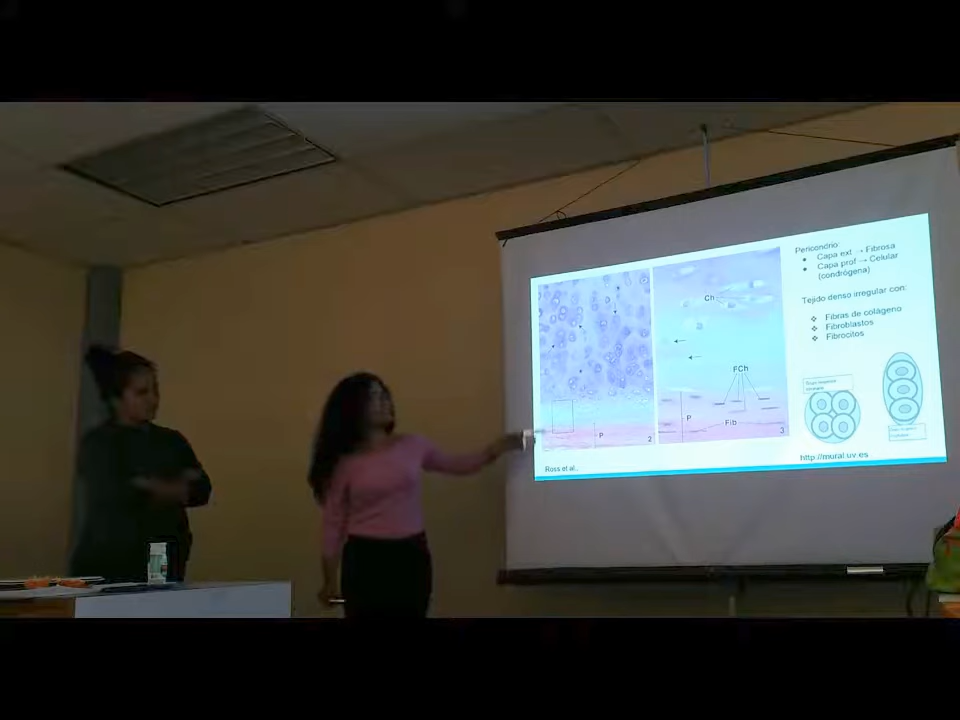 Pericondrio:
Capa ext → Fibrosa
Capa prof → Celular
(condrógena)
Tejido denso irregular con:
Fibras de colágeno
Fibroblastos
Fibrocitos
Ch
FCh
P
Fib
3
P
2
Ross et al.,
http://mural.uv.es